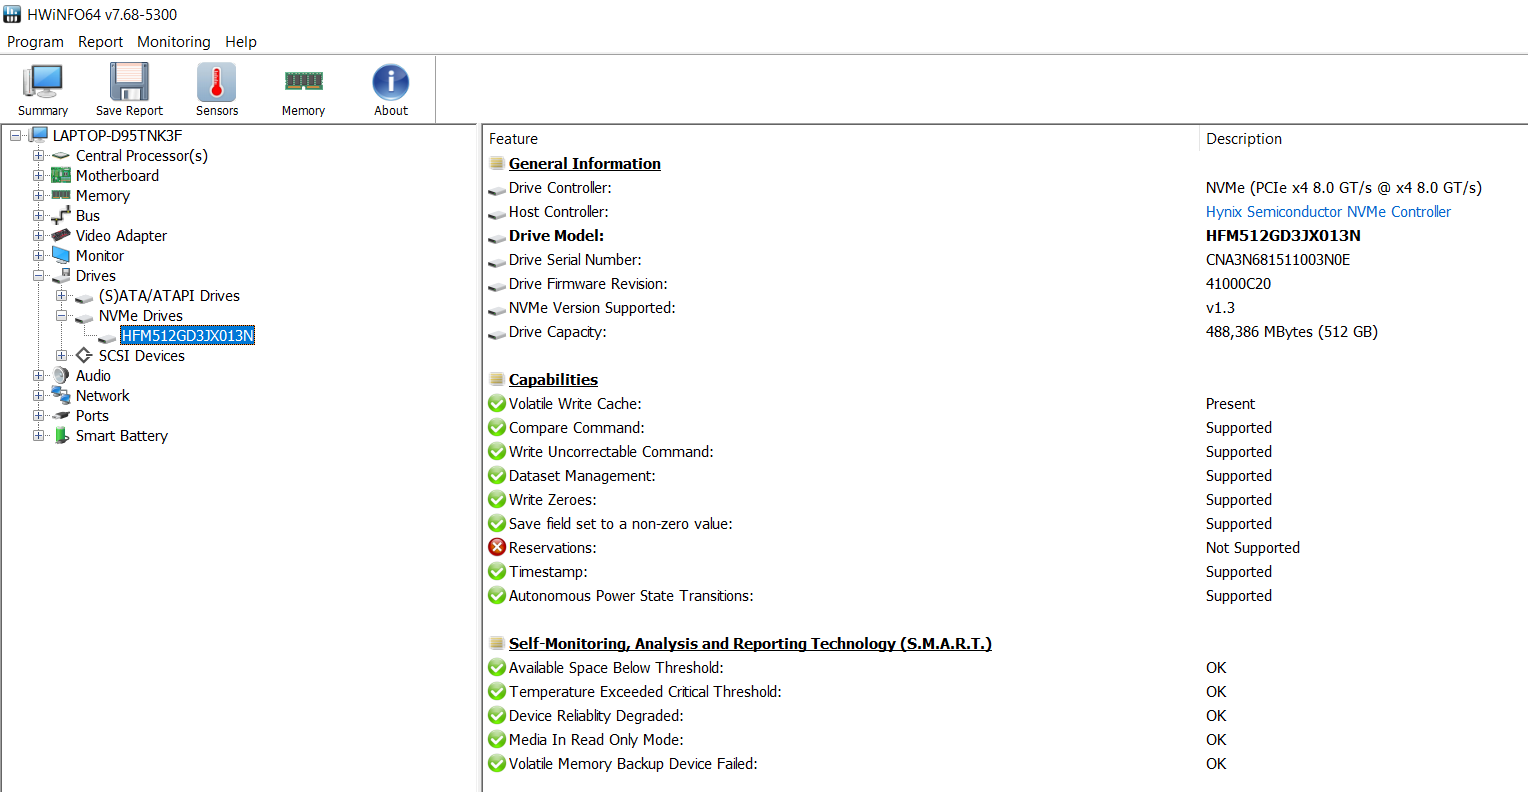 HWiNFO64 v7.68-5300
Program Report Monitoring Help
Summary Save Report Sensors Memory About
LAPTOP-D95TNK3F
Central Processor(s)
Motherboard
Memory
Bus
Video Adapter
Monitor
Drives
(S)ATA/ATAPI Drives
NVMe Drives
HFM512GD3JX013N
SCSI Devices
Audio
Network
Ports
Smart Battery
Feature Description
General Information
Drive Controller: NVMe (PCIe x4 8.0 GT/s @ x4 8.0 GT/s)
Host Controller: Hynix Semiconductor NVMe Controller
Drive Model: HFM512GD3JX013N
Drive Serial Number: CNA3N681511003N0E
Drive Firmware Revision: 41000C20
NVMe Version Supported: v1.3
Drive Capacity: 488,386 MBytes (512 GB)
Capabilities
Volatile Write Cache: Present
Compare Command: Supported
Write Uncorrectable Command: Supported
Dataset Management: Supported
Write Zeroes: Supported
Save field set to a non-zero value: Supported
Reservations: Not Supported
Timestamp: Supported
Autonomous Power State Transitions: Supported
Self-Monitoring, Analysis and Reporting Technology (S.M.A.R.T.)
Available Space Below Threshold: OK
Temperature Exceeded Critical Threshold: OK
Device Reliablity Degraded: OK
Media In Read Only Mode: OK
Volatile Memory Backup Device Failed: OK